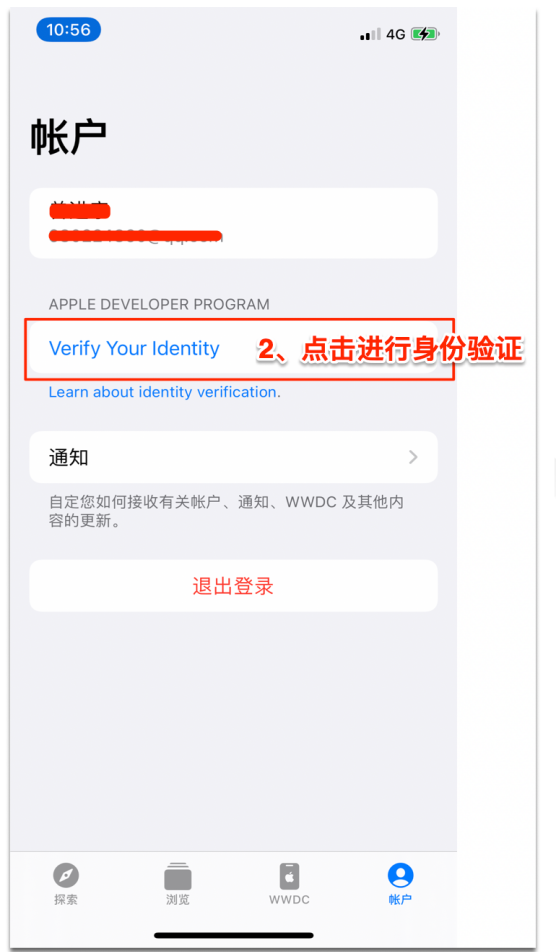 10:56
4G
帐户
APPLE DEVELOPER PROGRAM
Verify Your Identity
2、点击进行身份验证
Learn about identity verification.
通知
自定您如何接收有关帐户、通知、WWDC 及其他内
容的更新。
退出登录
探索
浏览
WWDC
帐户